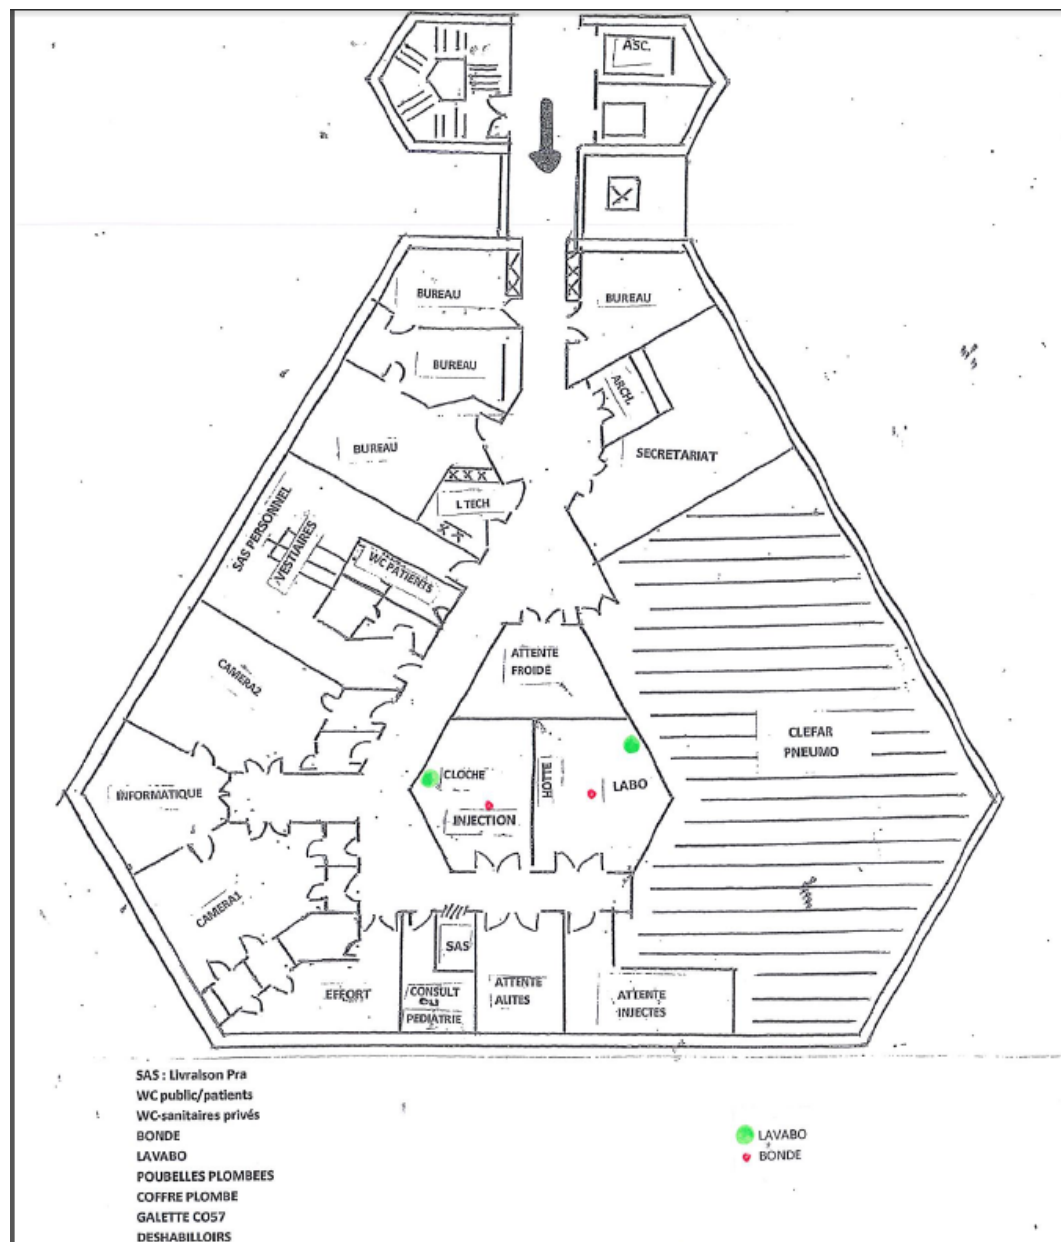 ASC.
BUREAU
BUREAU
BUREAU
ARCH.
BUREAU
SECRETARIAT
L TECH
SAS PERSONNEL
VESTIAIRES
WC PATIENTS
ATTENTE
FROIDE
CAMERA2
CLEFAR
PNEUMO
CLOCHE
HOTTE
LABO
INFORMATIQUE
INJECTION
CAMERA1
SAS
EFFORT
CONSULT
OU
PEDIATRIE
ATTENTE
ALITES
ATTENTE
INJECTES
SAS : Livraison Pra
WC public/patients
WC-sanitaires privés
BONDE
LAVABO
POUBELLES PLOMBEES
COFFRE PLOMBE
GALETTE CO57
DESHABILLOIRS
LAVABO
BONDE